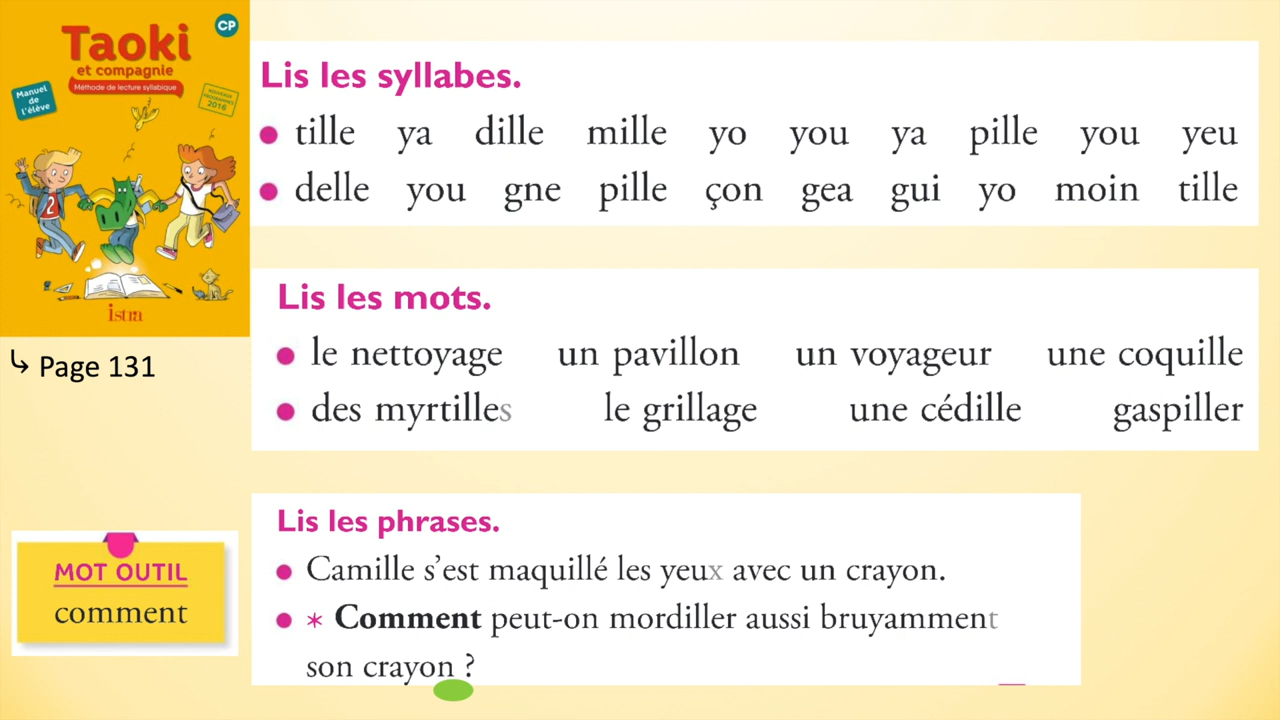 CP
Taoki
et compagnie
Méthode de lecture syllabique
Manuel
de
l'élève
NOUVEAUX
PROGRAMMES
2016
2
istra
Page 131
Lis les syllabes.
tille ya dille mille yo you ya pille you yeu
delle you gne pille çon gea gui yo moin tille
Lis les mots.
le nettoyage un pavillon un voyageur une coquille
des myrtilles le grillage une cédille gaspiller
MOT OUTIL
comment
Lis les phrases.
Camille s'est maquillé les yeux avec un crayon.
* Comment peut-on mordiller aussi bruyamment
son crayon ?